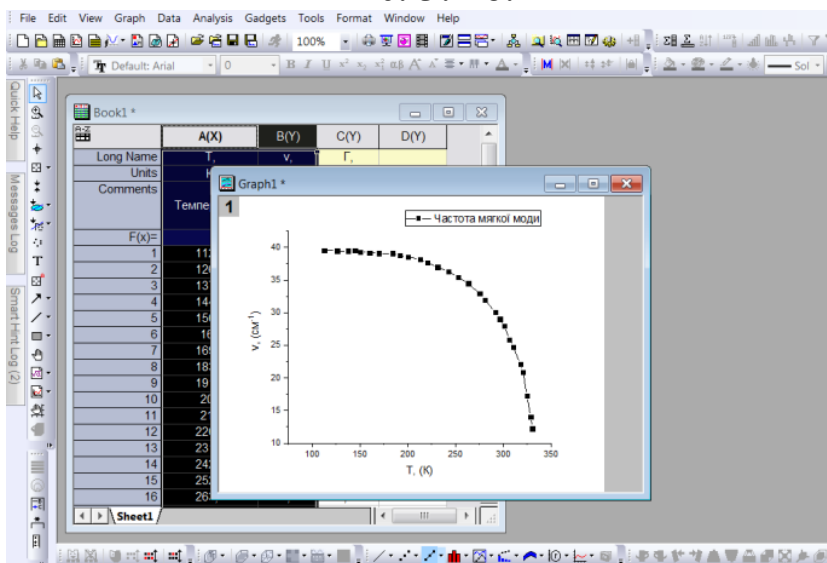 File Edit View Graph Data Analysis Gadgets Tools Format Window Help
100%
Default: Arial 0 B I U αβ Sol
Quick Help
Messages Log
Smart Hint Log (2)
Book1 *
A(X) B(Y) C(Y) D(Y)
Long Name T, ν, Г,
Units
Comments
F(x)=
1
2
3
4
5
6
7
8
9
10
11
12
13
14
15
16
Sheet1
Graph1 *
1
Частота мягкої моди
ν, (см⁻¹)
40
35
30
25
20
15
10
100 150 200 250 300 350
T, (K)